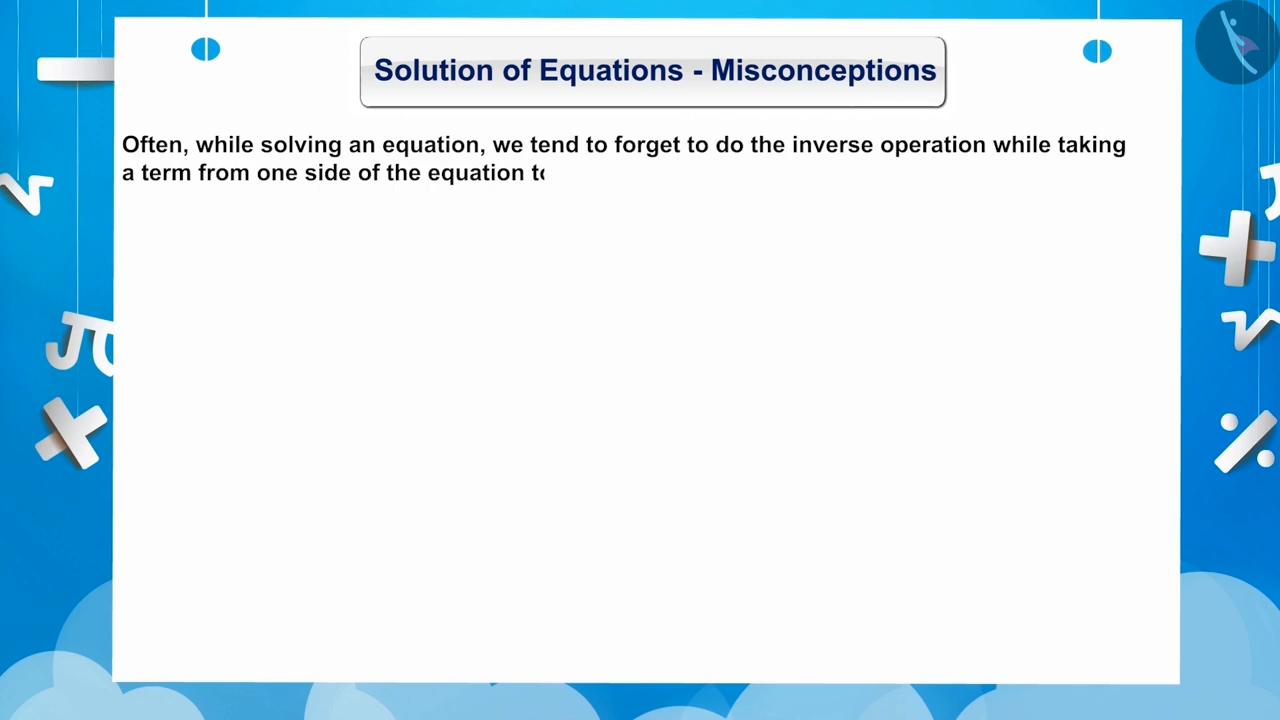 Solution of Equations - Misconceptions
Often, while solving an equation, we tend to forget to do the inverse operation while taking
a term from one side of the equation to